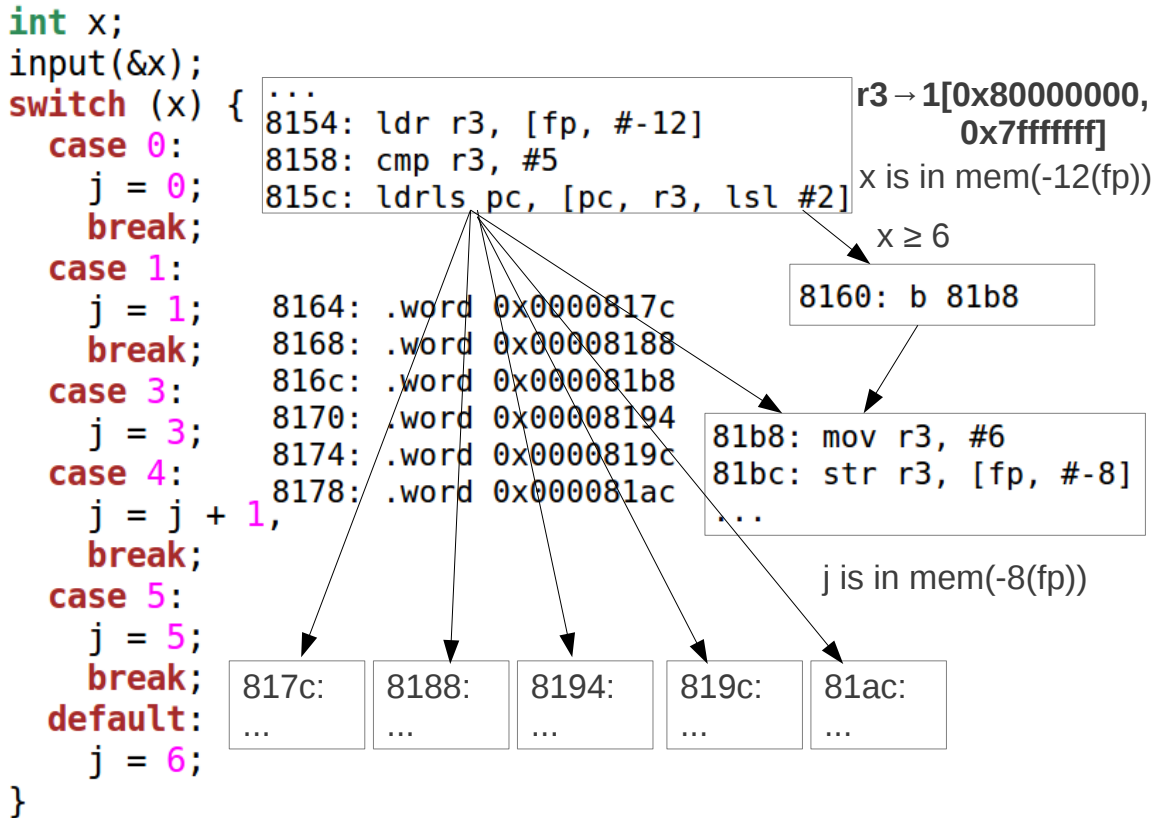 int x;
input(&x);
switch (x) {
case 0:
j = 0;
break;
case 1:
j = 1;
break;
case 3:
j = 3;
case 4:
j = j + 1,
break;
case 5:
j = 5;
break;
default:
j = 6;
}
...
8154: ldr r3, [fp, #-12]
8158: cmp r3, #5
815c: ldrls pc, [pc, r3, lsl #2]
r3→1[0x80000000,
0x7fffffff]
x is in mem(-12(fp))
x ≥ 6
8160: b 81b8
8164: .word 0x0000817c
8168: .word 0x00008188
816c: .word 0x000081b8
8170: .word 0x00008194
8174: .word 0x0000819c
8178: .word 0x000081ac
81b8: mov r3, #6
81bc: str r3, [fp, #-8]
...
j is in mem(-8(fp))
817c:
...
8188:
...
8194:
...
819c:
...
81ac:
...